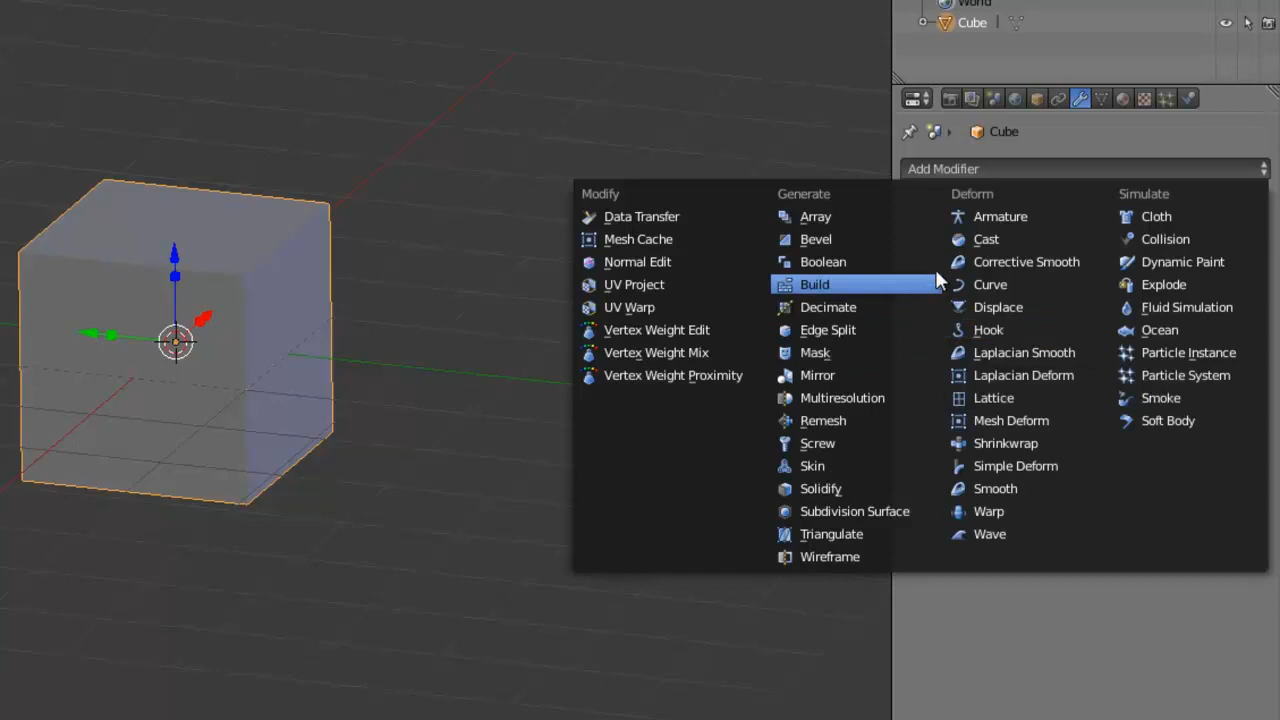 World
Cube
Cube
Add Modifier
Modify
Data Transfer
Mesh Cache
Normal Edit
UV Project
UV Warp
Vertex Weight Edit
Vertex Weight Mix
Vertex Weight Proximity
Generate
Array
Bevel
Boolean
Build
Decimate
Edge Split
Mask
Mirror
Multiresolution
Remesh
Screw
Skin
Solidify
Subdivision Surface
Triangulate
Wireframe
Deform
Armature
Cast
Corrective Smooth
Curve
Displace
Hook
Laplacian Smooth
Laplacian Deform
Lattice
Mesh Deform
Shrinkwrap
Simple Deform
Smooth
Warp
Wave
Simulate
Cloth
Collision
Dynamic Paint
Explode
Fluid Simulation
Ocean
Particle Instance
Particle System
Smoke
Soft Body